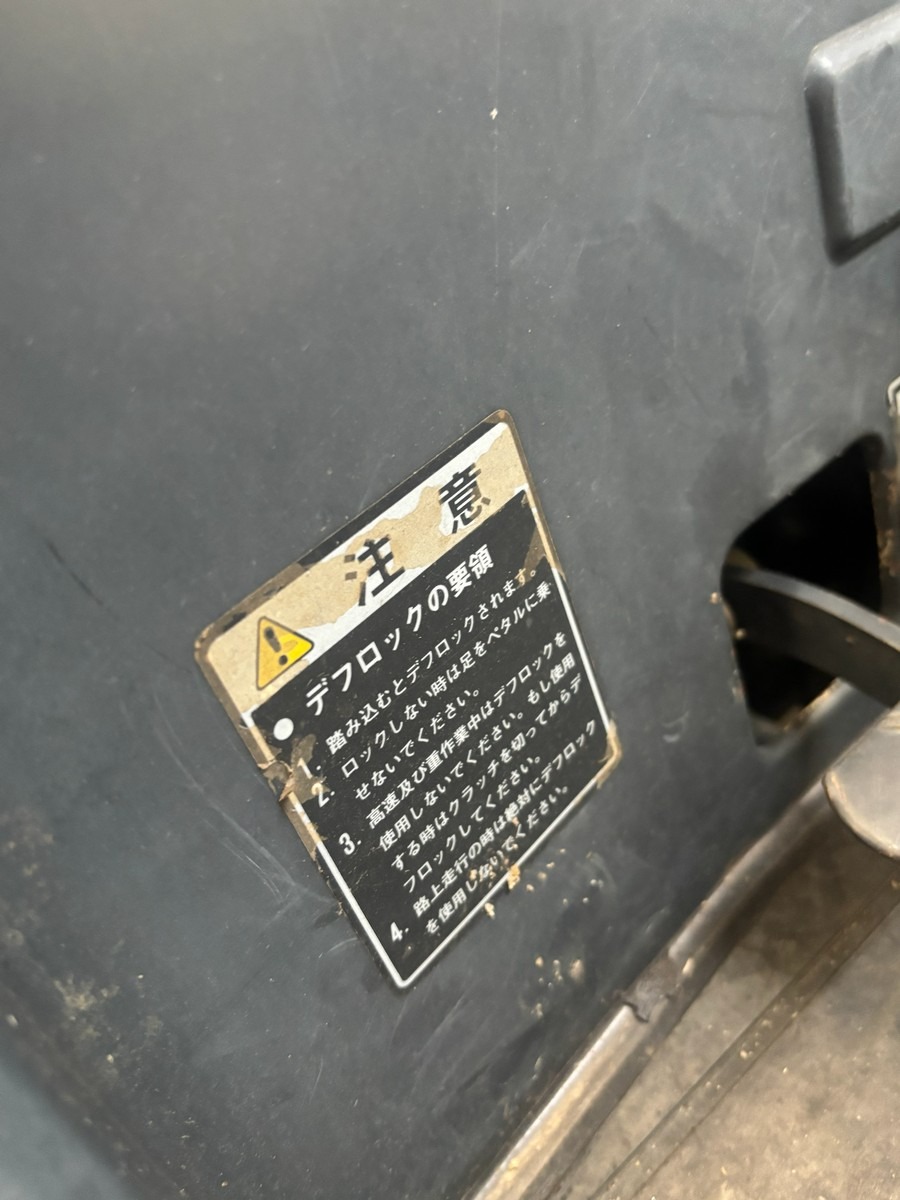 注 意
● デフロックの要領
1. 踏み込むとデフロックされます。
2. ロックしない時は足をペタルに乗
せないでください。
3. 高速及び重作業中はデフロックを
使用しないでください。もし使用
する時はクラッチを切ってからデ
フロックしてください。
4. 路上走行の時は絶対にデフロック
を使用しないでください。